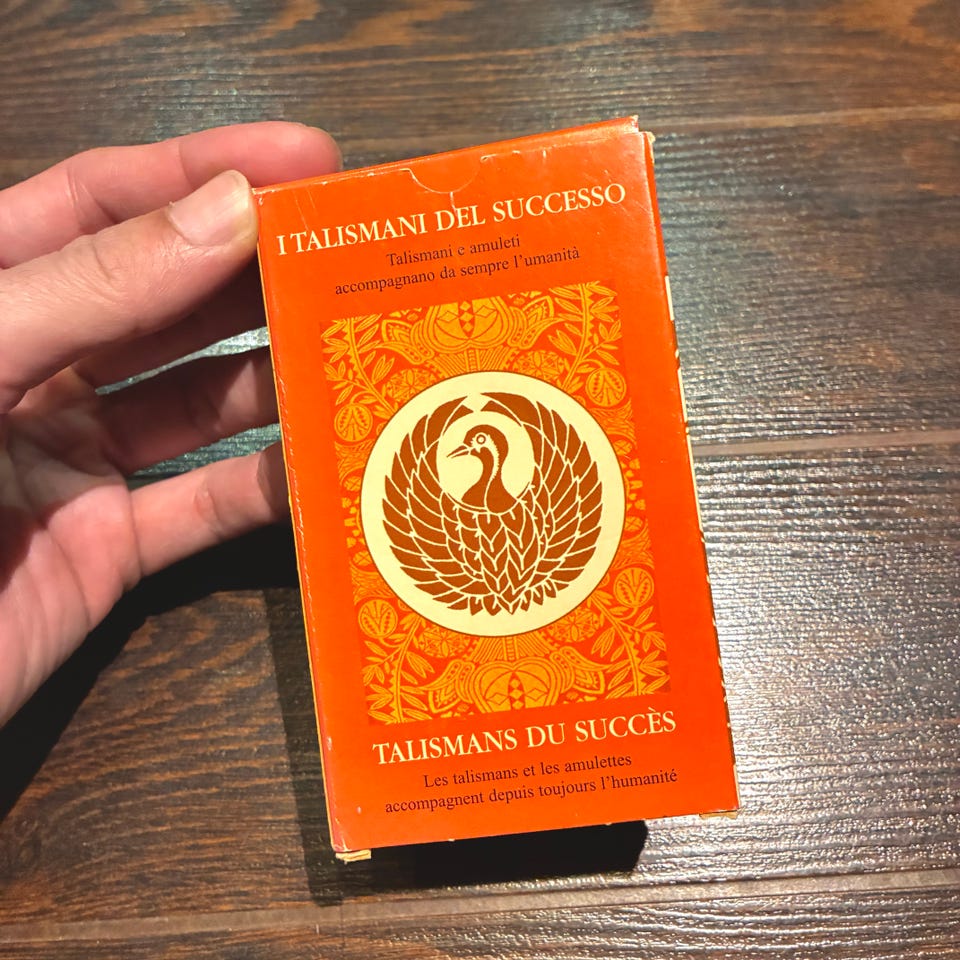 I TALISMANI DEL SUCCESSO
Talismani e amuleti
accompagnano da sempre l'umanità
TALISMANS DU SUCCÈS
Les talismans et les amulettes
accompagnent depuis toujours l'humanité